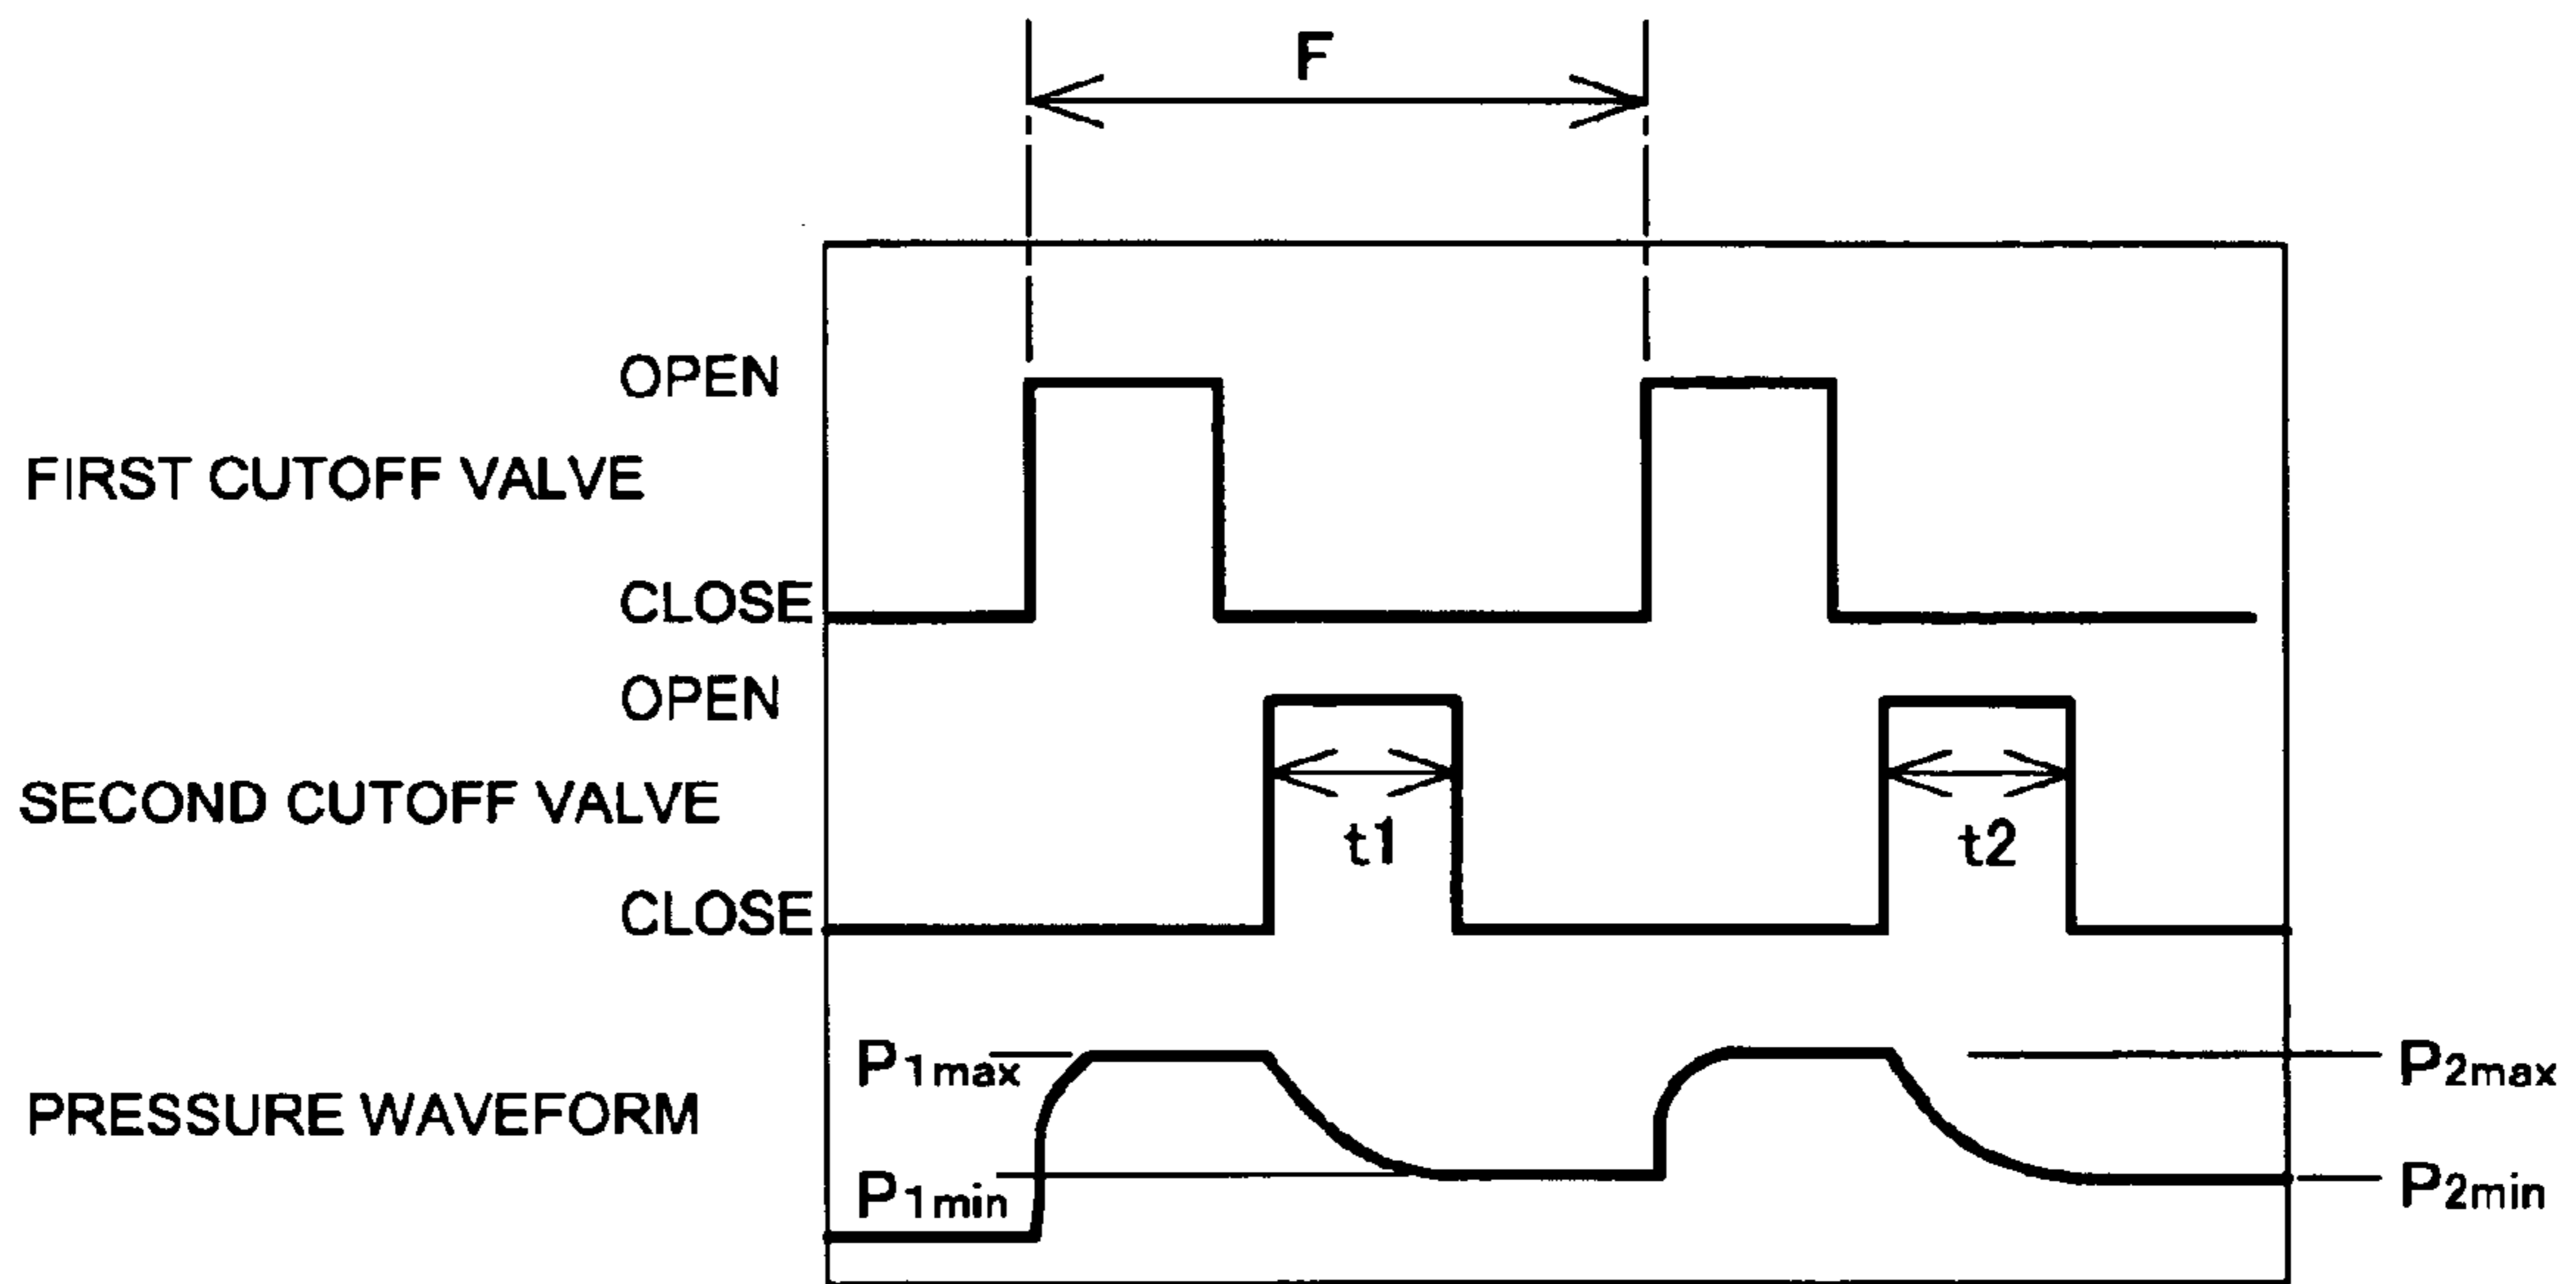 F
OPEN
FIRST CUTOFF VALVE
CLOSE
OPEN
SECOND CUTOFF VALVE
t1
t2
CLOSE
P1max
P2max
PRESSURE WAVEFORM
P1min
P2min